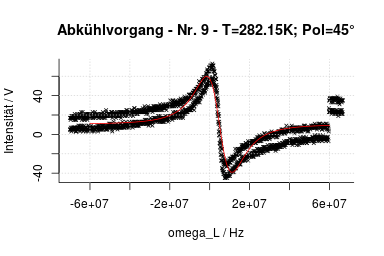 Abkühlvorgang - Nr. 9 - T=282.15K; Pol=45°
Intensität / V
40
0
-40
-6e+07
-2e+07
2e+07
6e+07
omega_L / Hz